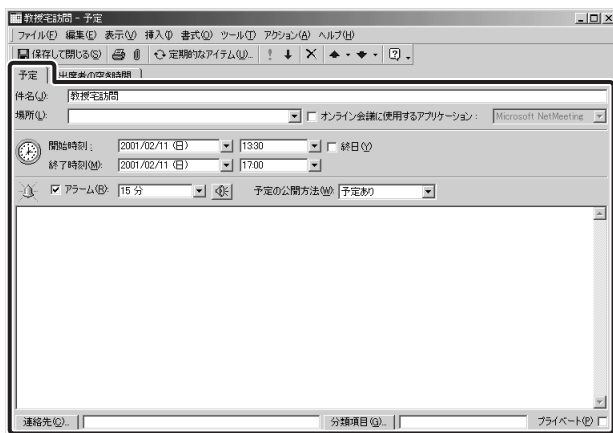 教授宅訪問 - 予定
ファイル(F) 編集(E) 表示(V) 挿入(I) 書式(O) ツール(T) アクション(A) ヘルプ(H)
保存して閉じる(S) 定期的なアイテム(U)...
予定 出席者の空き時間
件名(J): 教授宅訪問
場所(L): オンライン会議に使用するアプリケーション: Microsoft NetMeeting
開始時刻: 2001/02/11 (日) 13:30 終日(Y)
終了時刻(M): 2001/02/11 (日) 17:00
アラーム(R): 15 分 予定の公開方法(W): 予定あり
連絡先(C)... 分類項目(G)... プライベート(P)